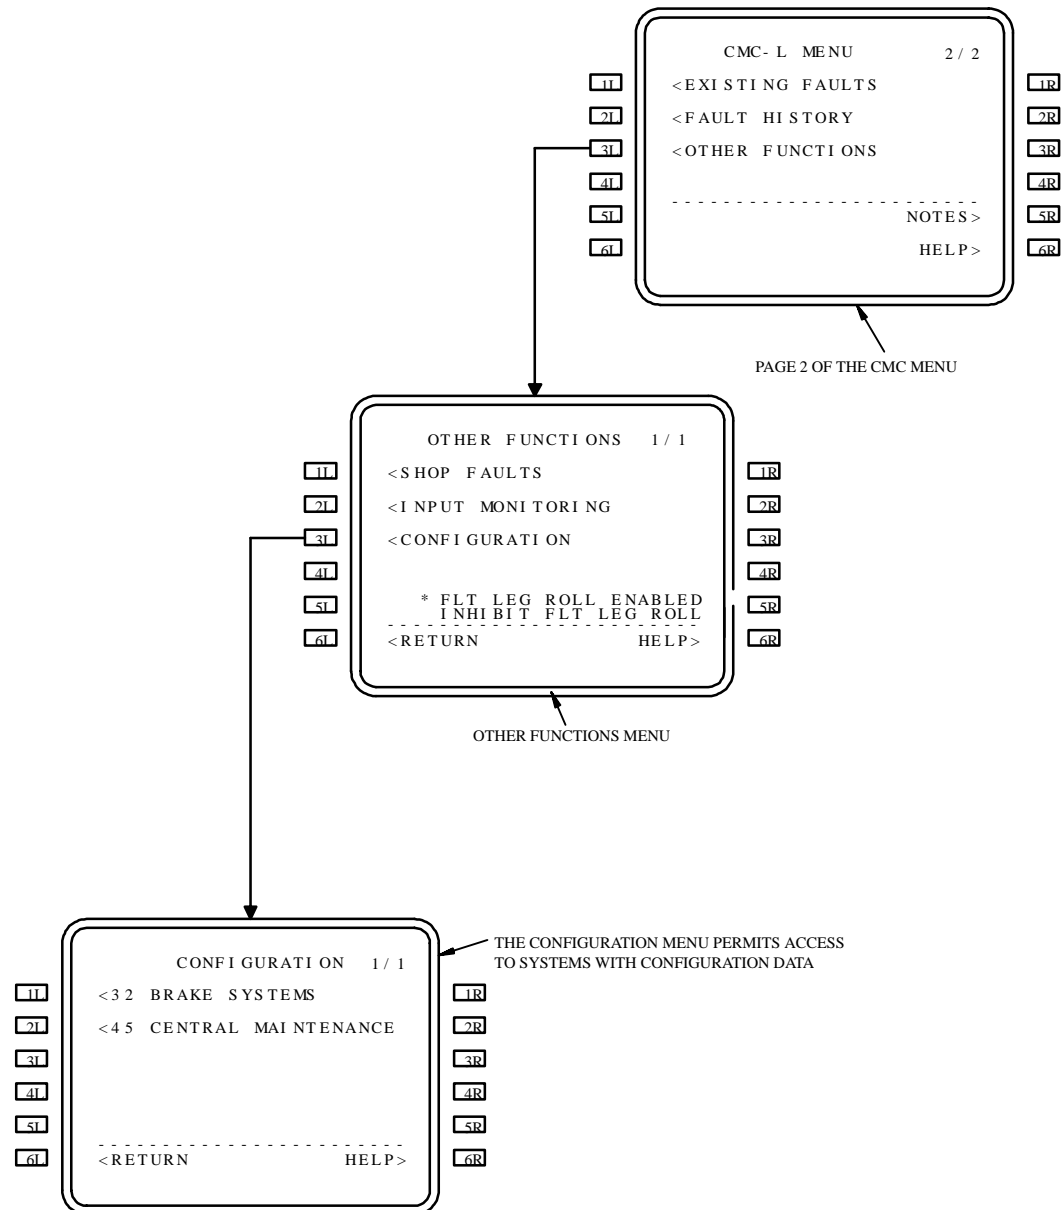 CMC-L MENU 2/2
1L <EXISTING FAULTS 1R
2L <FAULT HISTORY 2R
3L <OTHER FUNCTIONS 3R
4L 4R
- - - - - - - - - - - - - - - - - - - - - - - -
5L NOTES> 5R
6L HELP> 6R
PAGE 2 OF THE CMC MENU
OTHER FUNCTIONS 1/1
1L <SHOP FAULTS 1R
2L <INPUT MONITORING 2R
3L <CONFIGURATION 3R
4L 4R
* FLT LEG ROLL ENABLED
5L INHIBIT FLT LEG ROLL 5R
- - - - - - - - - - - - - - - - - - - - - - - -
6L <RETURN HELP> 6R
OTHER FUNCTIONS MENU
THE CONFIGURATION MENU PERMITS ACCESS
TO SYSTEMS WITH CONFIGURATION DATA
CONFIGURATION 1/1
1L <32 BRAKE SYSTEMS 1R
2L <45 CENTRAL MAINTENANCE 2R
3L 3R
4L 4R
5L 5R
- - - - - - - - - - - - - - - - - - - - - - - -
6L <RETURN HELP> 6R